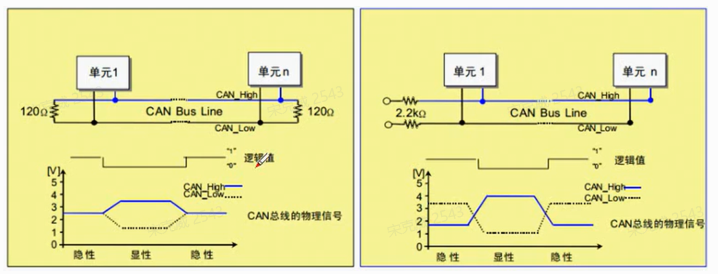 单元1
单元 n
CAN_High
120Ω
CAN Bus Line
120Ω
CAN_Low
"1"
"0"
逻辑值
[V]
5
4
3
2
1
0
CAN_High
CAN_Low
CAN总线的物理信号
隐性
显性
隐性
单元 1
单元 n
CAN_High
2.2kΩ
CAN Bus Line
CAN_Low
"1"
"0"
逻辑值
[V]
5
4
3
2
1
0
CAN_High
CAN_Low
CAN总线的物理信号
隐性
显性
隐性